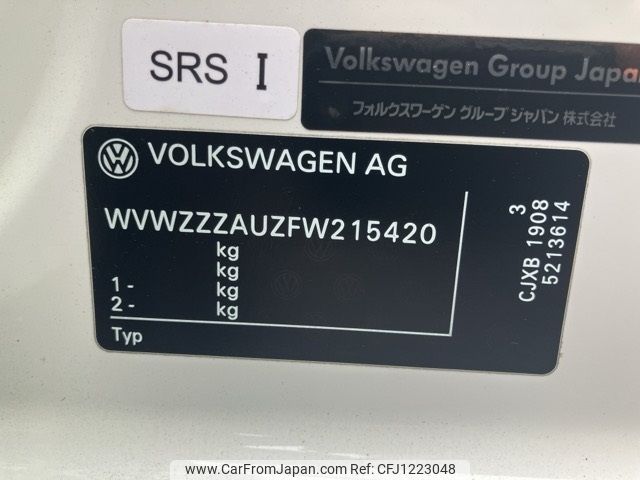 SRS I
Volkswagen Group Japan
フォルクスワーゲン グループ ジャパン 株式会社
VOLKSWAGEN AG
WVWZZZAUZFW215420
kg
kg
1 - kg
2 - kg
Typ
3
CJXB 1908
5213614
www.CarFromJapan.com - CFJ1223048